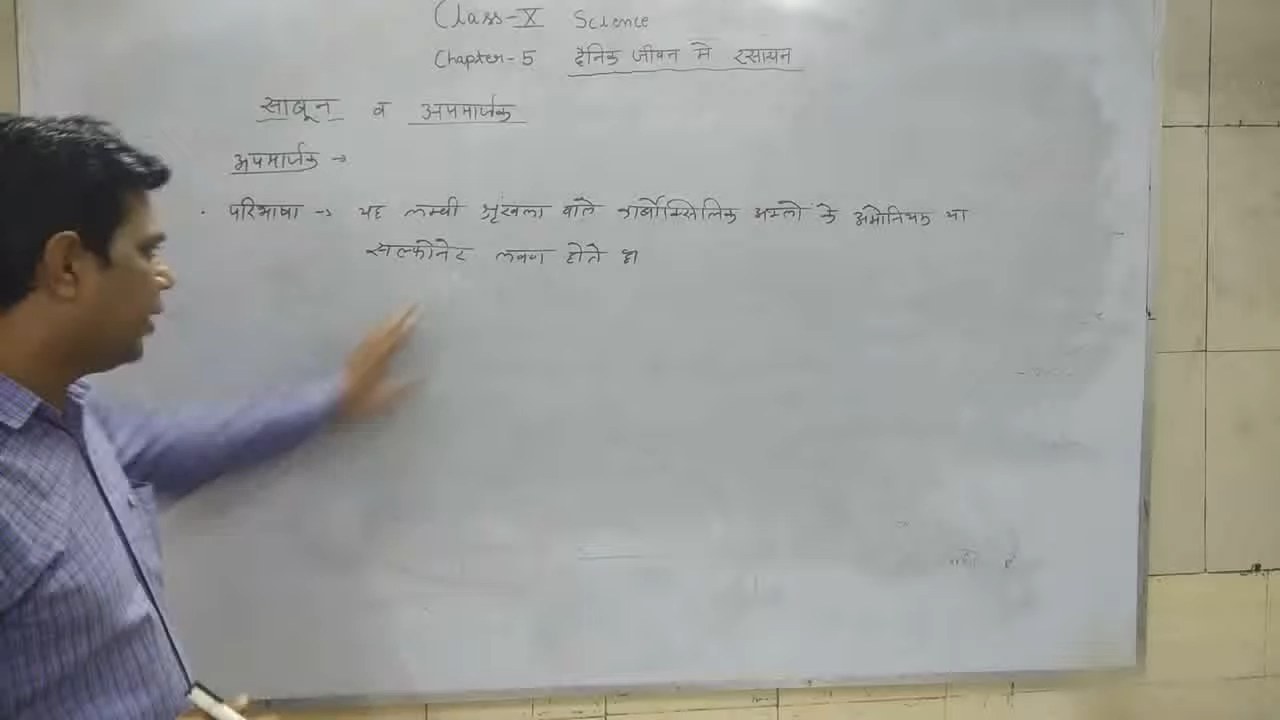 Class-X Science
Chapter-5 दैनिक जीवन मे रसायन
साबून व अपमार्जक
अपमार्जक →
· परिभाषा → यह लम्बी श्रृंखला वाले कार्बोक्सिलिक अम्लो के अमोनियम या
सल्फोनेट लवण होते है।